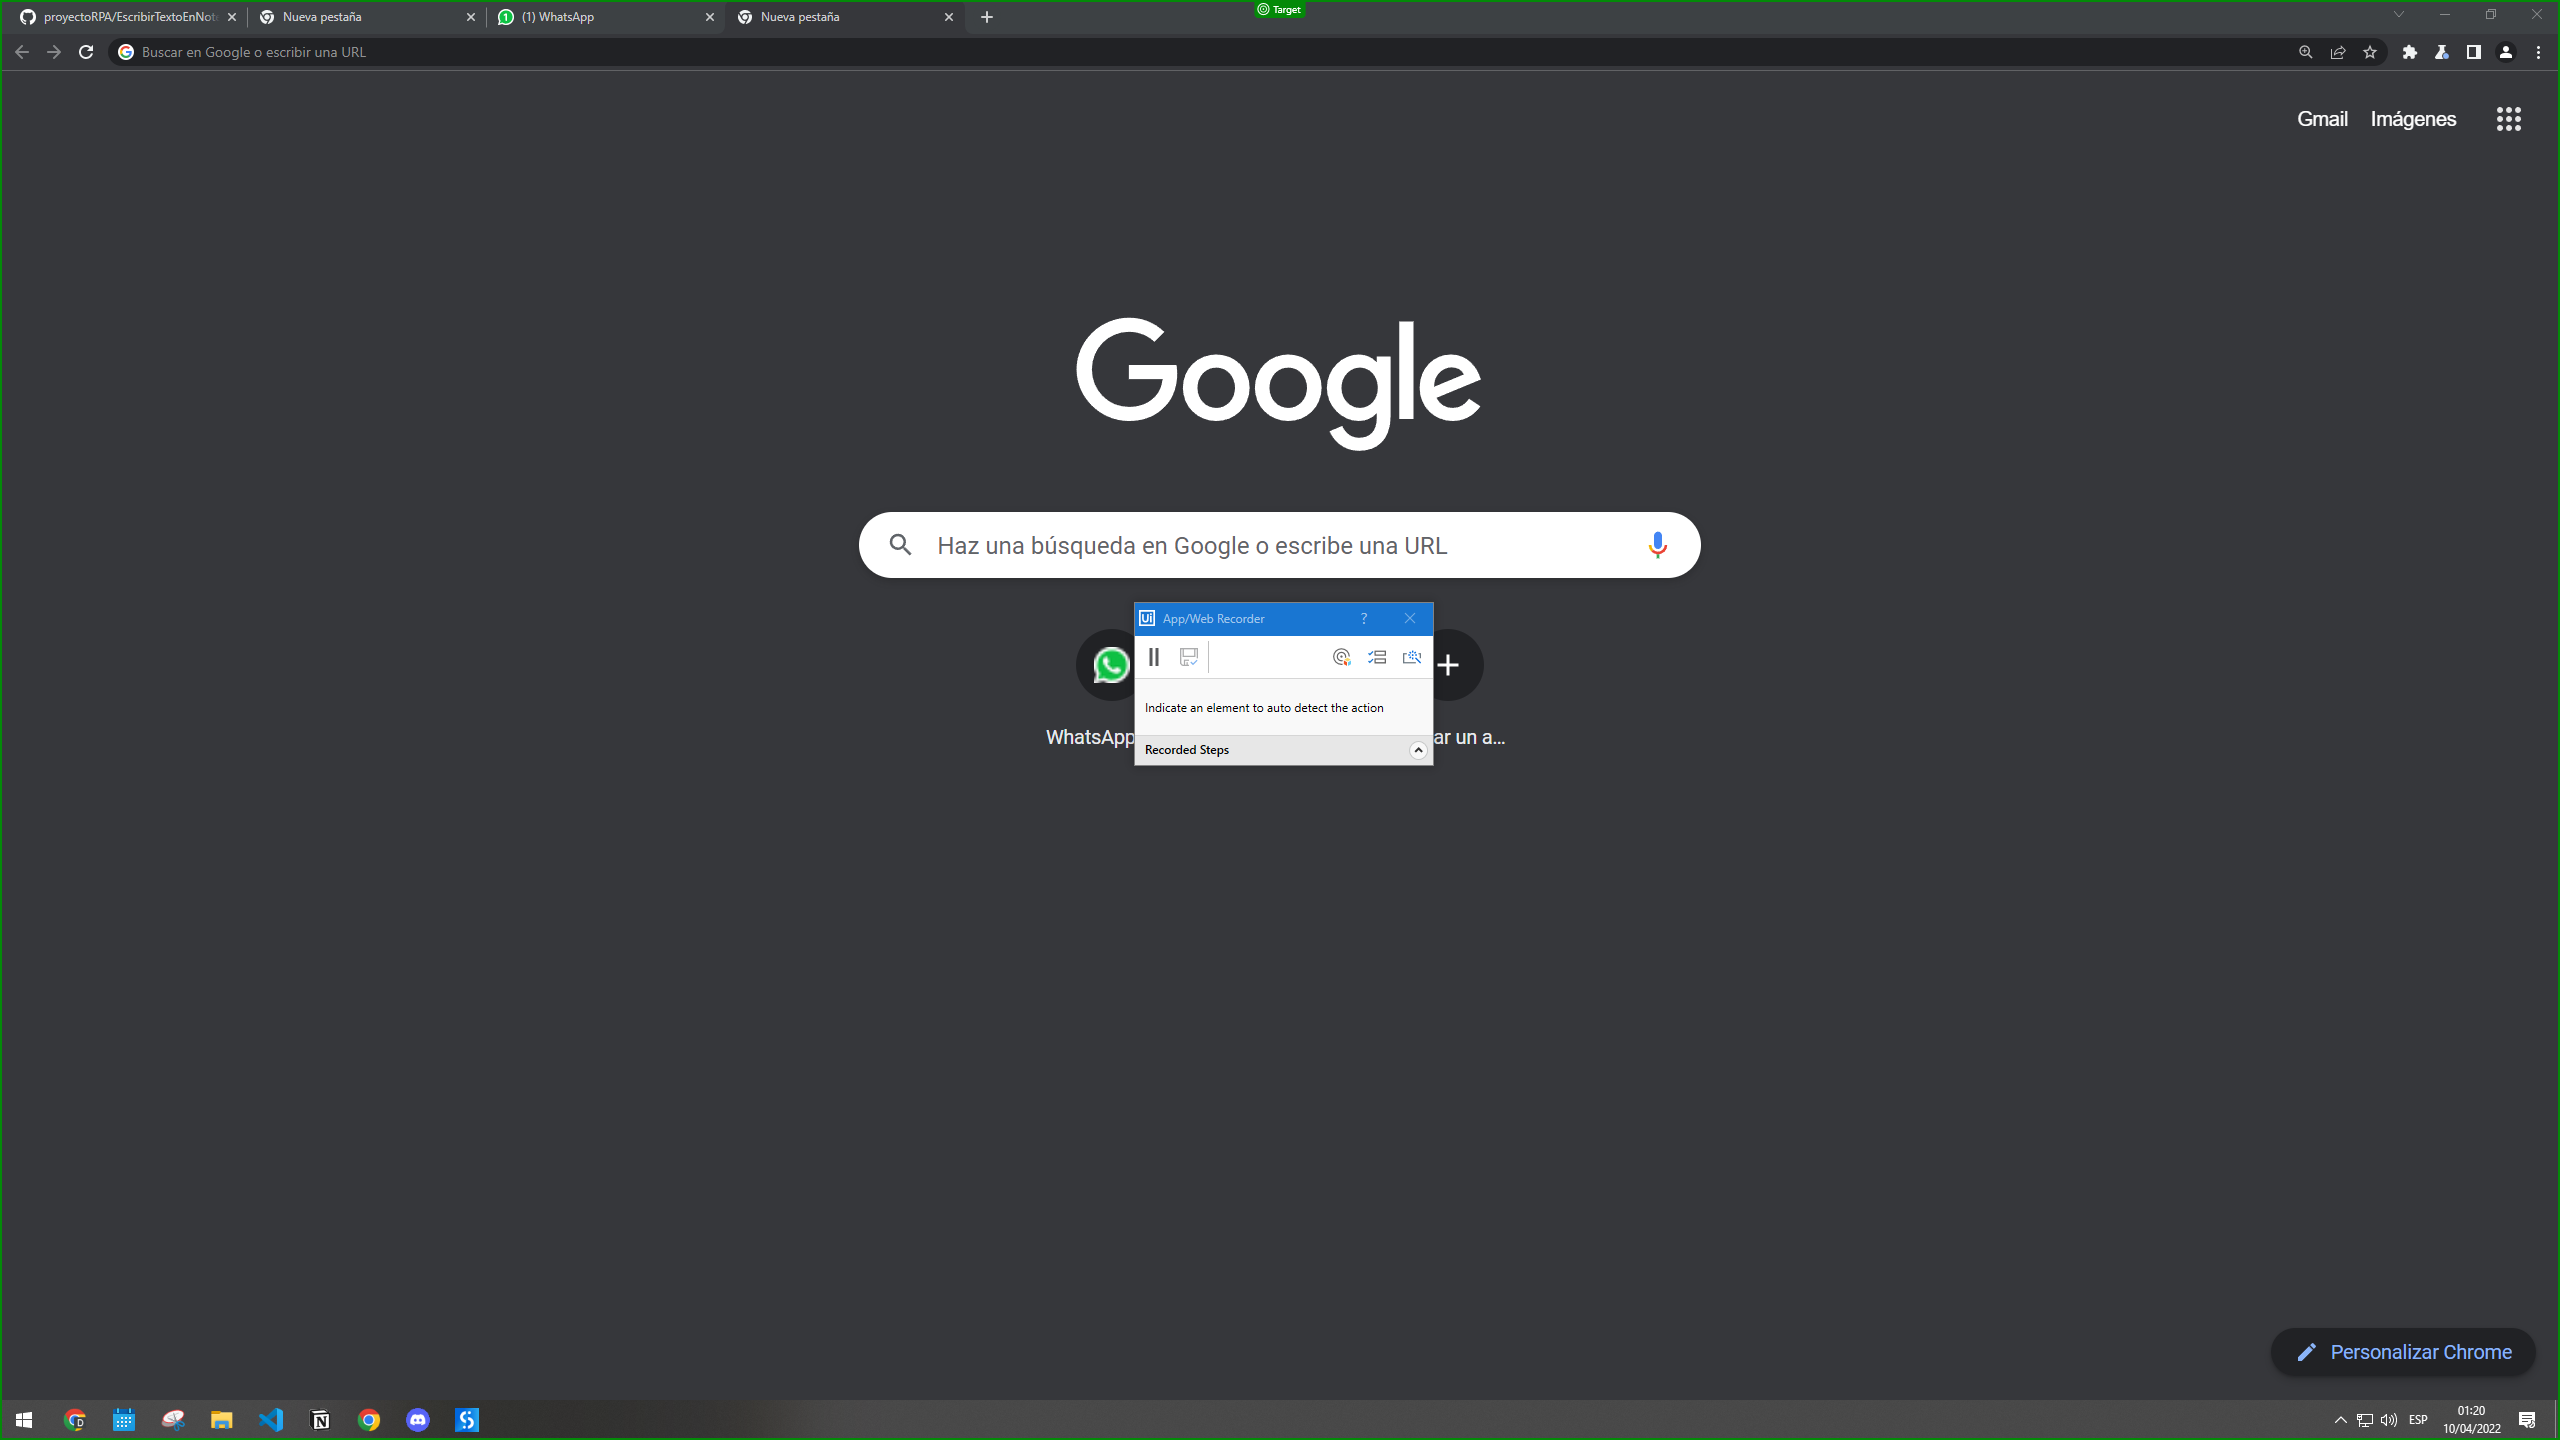 Target
proyectoRPA/EscribirTextoEnNot
Nueva pestaña
1 (1) WhatsApp
Nueva pestaña
Buscar en Google o escribir una URL
Gmail Imágenes
Google
Haz una búsqueda en Google o escribe una URL
Ui App/Web Recorder ?
Indicate an element to auto detect the action
WhatsApp
ar un a...
Recorded Steps
Personalizar Chrome
ESP
01:20
10/04/2022